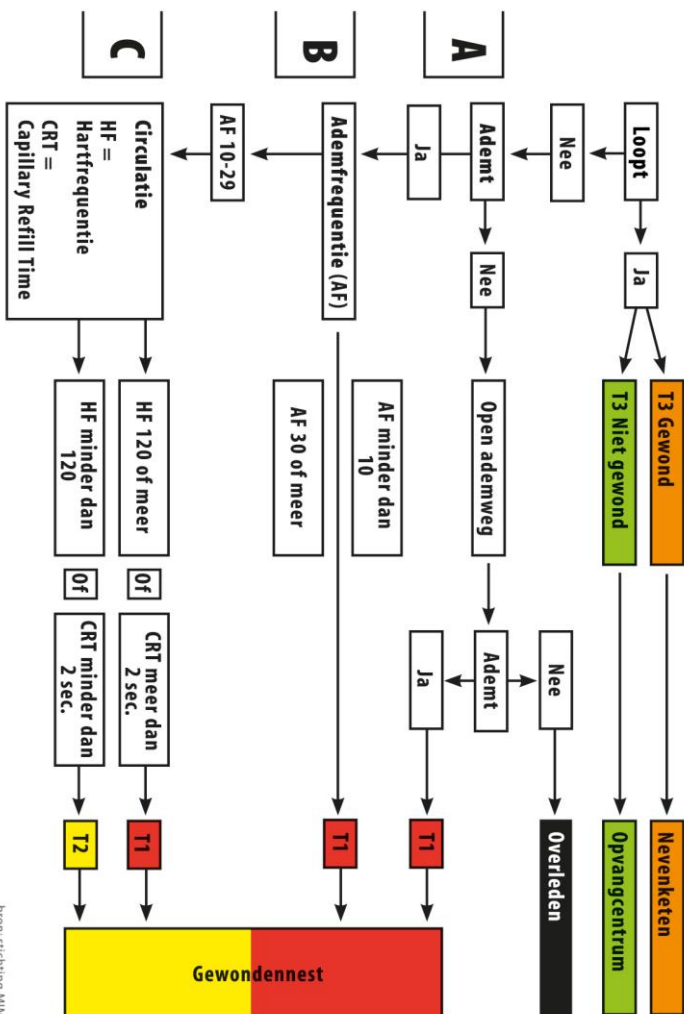 Loopt
Ja
T3 Gewond
Nevenketen
T3 Niet gewond
Opvangcentrum
Nee
A
Ademt
Nee
Open ademweg
Ademt
Nee
Overleden
Ja
T1
Ja
B
Ademfrequentie (AF)
AF minder dan
10
AF 30 of meer
T1
AF 10-29
C
Circulatie
HF =
Hartfrequentie
CRT =
Capillary Refill Time
HF 120 of meer
Of
CRT meer dan
2 sec.
T1
HF minder dan
120
Of
CRT minder dan
2 sec.
T2
Gewondennest
bron: stichting